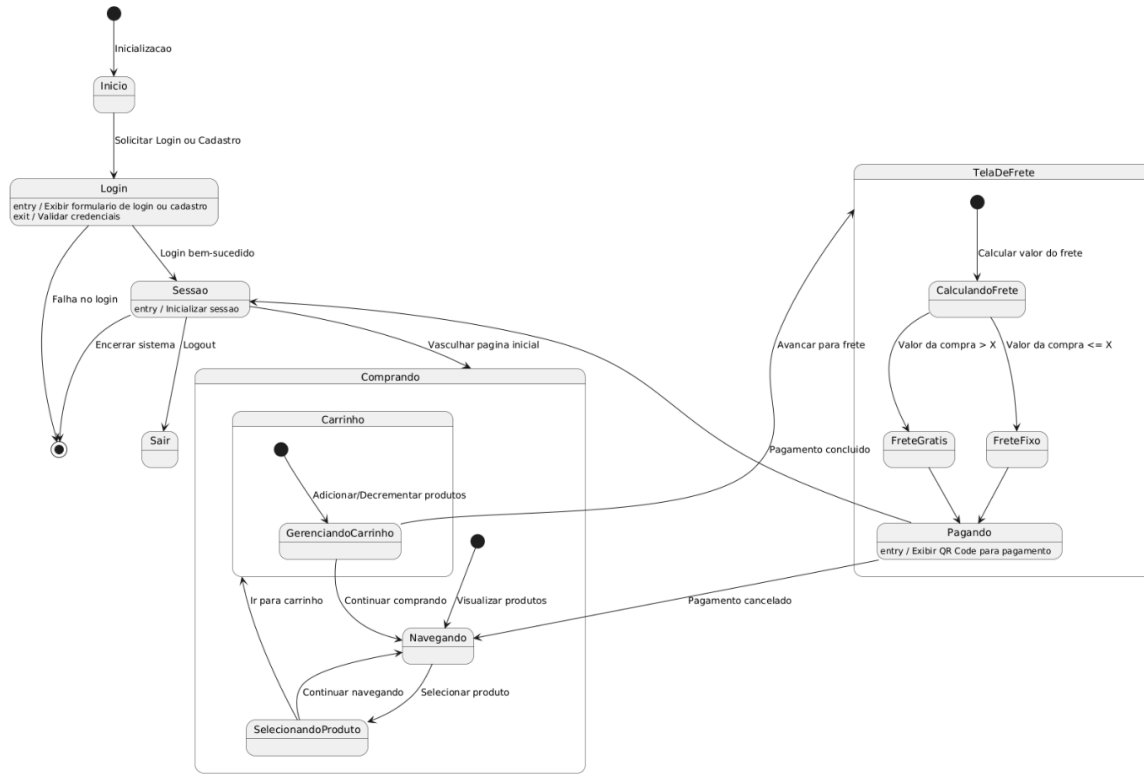 Inicializacao
Inicio
Solicitar Login ou Cadastro
Login
entry / Exibir formulario de login ou cadastro
exit / Validar credenciais
Login bem-sucedido
Falha no login
Sessao
entry / Inicializar sessao
Encerrar sistema
Logout
Vasculhar pagina inicial
Sair
Comprando
Carrinho
Adicionar/Decrementar produtos
GerenciandoCarrinho
Ir para carrinho
Continuar comprando
Visualizar produtos
Navegando
Continuar navegando
Selecionar produto
SelecionandoProduto
Avancar para frete
Pagamento concluido
Pagamento cancelado
TelaDeFrete
Calcular valor do frete
CalculandoFrete
Valor da compra > X
Valor da compra <= X
FreteGratis
FreteFixo
Pagando
entry / Exibir QR Code para pagamento